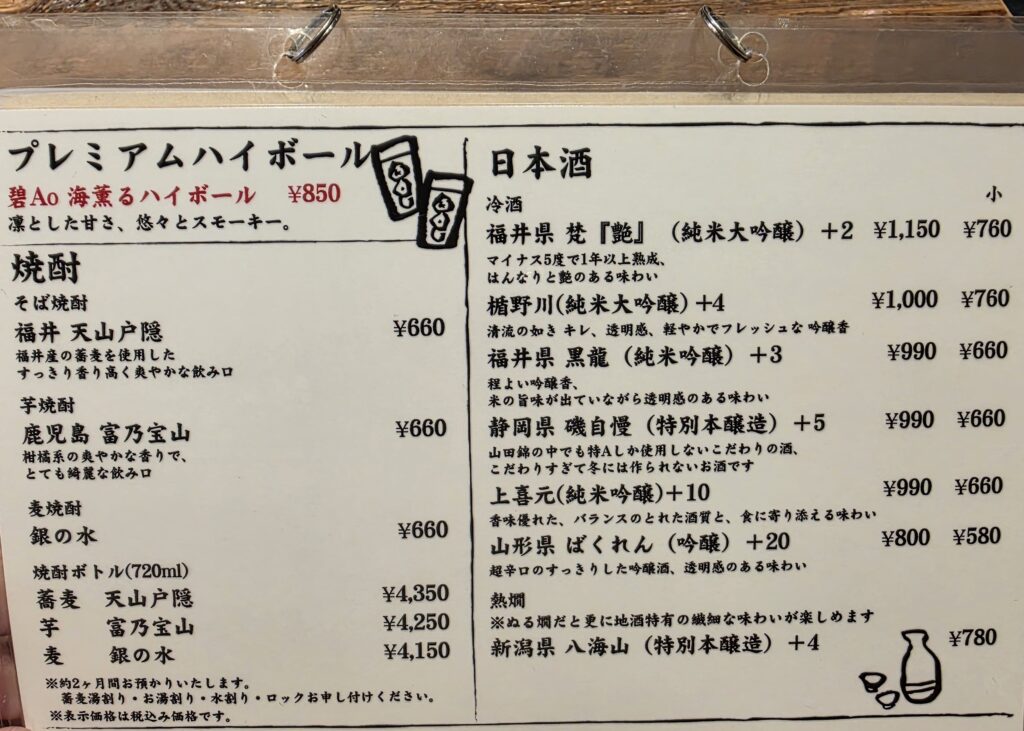 プレミアムハイボール
碧Ao 海薫るハイボール ¥850
凛とした甘さ、悠々とスモーキー。
焼酎
そば焼酎
福井 天山戸隠 ¥660
福井産の蕎麦を使用した
すっきり香り高く爽やかな飲み口
芋焼酎
鹿児島 富乃宝山 ¥660
柑橘系の爽やかな香りで、
とても綺麗な飲み口
麦焼酎
銀の水 ¥660
焼酎ボトル(720ml)
蕎麦 天山戸隠 ¥4,350
芋 富乃宝山 ¥4,250
麦 銀の水 ¥4,150
※約2ヶ月間お預かりいたします。
蕎麦湯割り・お湯割り・水割り・ロックお申し付けください。
※表示価格は税込み価格です。
日本酒
冷酒 小
福井県 梵『艶』（純米大吟醸）+2 ¥1,150 ¥760
マイナス5度で1年以上熟成、
はんなりと艶のある味わい
楯野川(純米大吟醸)+4 ¥1,000 ¥760
清流の如き キレ、透明感、軽やかでフレッシュな 吟醸香
福井県 黒龍（純米吟醸）+3 ¥990 ¥660
程よい吟醸香、
米の旨味が出ていながら透明感のある味わい
静岡県 磯自慢（特別本醸造）+5 ¥990 ¥660
山田錦の中でも特Aしか使用しないこだわりの酒、
こだわりすぎて冬には作られないお酒です
上喜元(純米吟醸)+10 ¥990 ¥660
香味優れた、バランスのとれた酒質と、食に寄り添える味わい
山形県 ばくれん（吟醸）+20 ¥800 ¥580
超辛口のすっきりした吟醸酒、透明感のある味わい
熱燗
※ぬる燗だと更に地酒特有の繊細な味わいが楽しめます
新潟県 八海山（特別本醸造）+4 ¥780